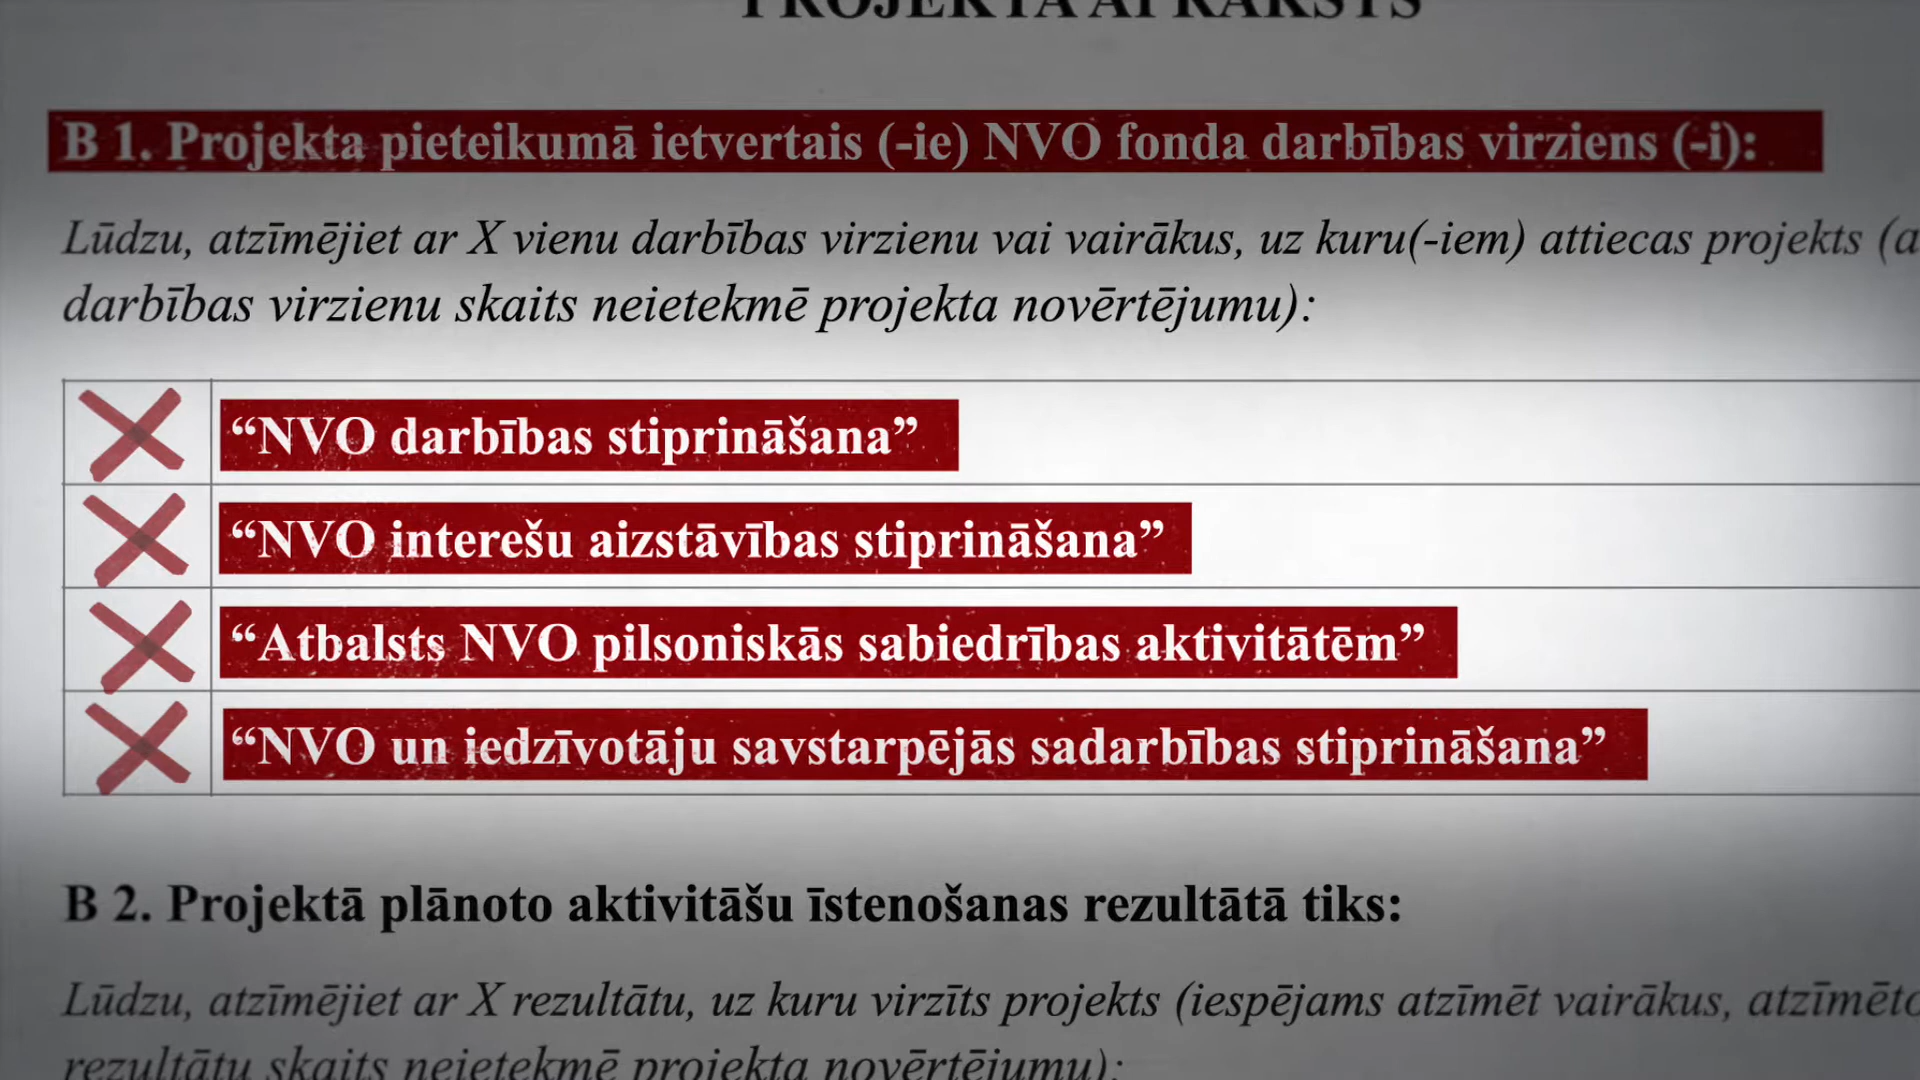 PROJEKTA APRAKSTS
B 1. Projekta pieteikumā ietvertais (-ie) NVO fonda darbības virziens (-i):
Lūdzu, atzīmējiet ar X vienu darbības virzienu vai vairākus, uz kuru(-iem) attiecas projekts (a
darbības virzienu skaits neietekmē projekta novērtējumu):
“NVO darbības stiprināšana”
“NVO interešu aizstāvības stiprināšana”
“Atbalsts NVO pilsoniskās sabiedrības aktivitātēm”
“NVO un iedzīvotāju savstarpējās sadarbības stiprināšana”
B 2. Projektā plānoto aktivitāšu īstenošanas rezultātā tiks:
Lūdzu, atzīmējiet ar X rezultātu, uz kuru virzīts projekts (iespējams atzīmēt vairākus, atzīmēto
rezultātu skaits neietekmē projekta novērtējumu):